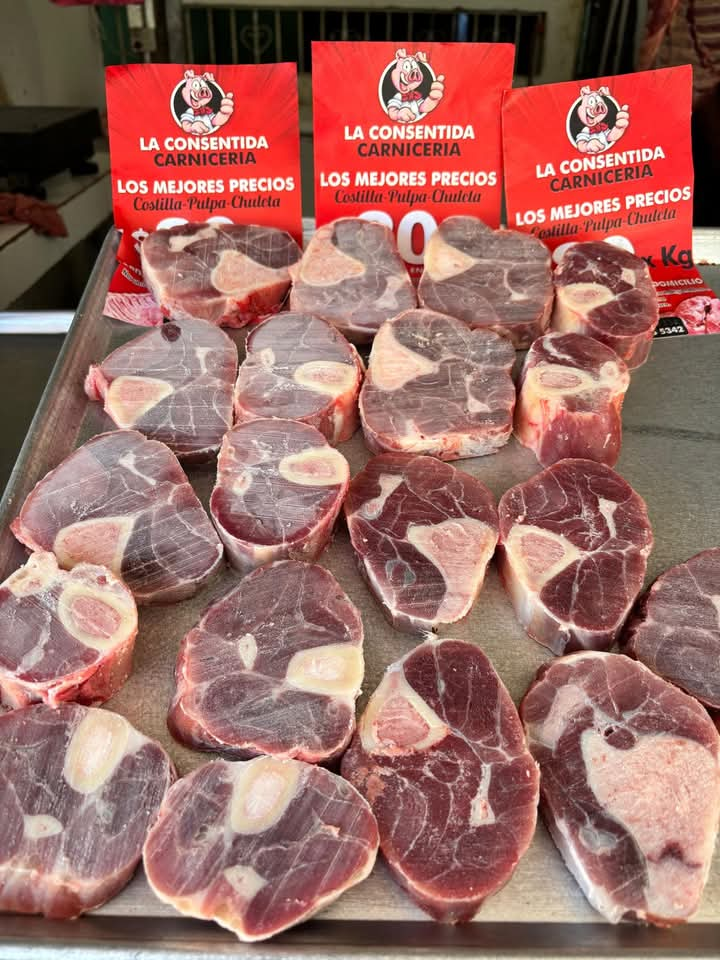 LA CONSENTIDA
CARNICERIA
LOS MEJORES PRECIOS
Costilla-Pulpa-Chuleta
$
LA CONSENTIDA
CARNICERIA
LOS MEJORES PRECIOS
Costilla-Pulpa-Chuleta
LA CONSENTIDA
CARNICERIA
LOS MEJORES PRECIOS
Costilla-Pulpa-Chuleta
x Kg
DOMICILIO
5342